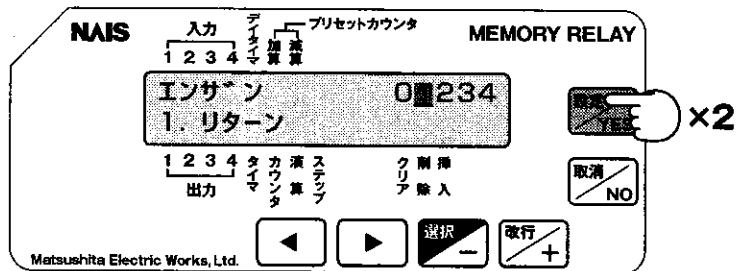 NAIS
入力
デイタイマ
加算
減算
プリセットカウンタ
MEMORY RELAY
1 2 3 4
エンザン 0 234
1. リターン
YES
×2
1 2 3 4
出力
タイマ
カウンタ
演算
ステップ
クリア
削除
挿入
取消/NO
◀ ▶ 選択/− 改行/+
Matsushita Electric Works, Ltd.